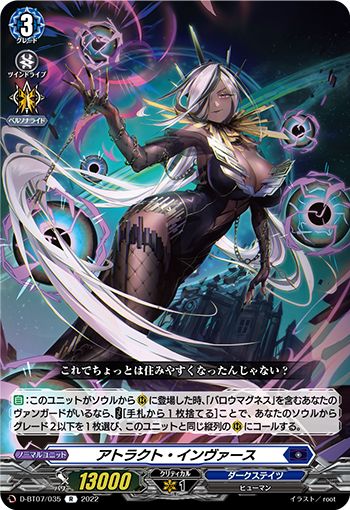 3
グレード
ツインドライブ
ペルソナライド
これでちょっとは住みやすくなったんじゃない?
自:このユニットがソウルからRに登場した時、「バロウマグネス」を含むあなたの
ヴァンガードがいるなら、【手札から1枚捨てる】ことで、あなたのソウルから
グレード2以下を1枚選び、このユニットと同じ縦列のRにコールする。
ノーマルユニット
アトラクト・インヴァース
パワー 13000
クリティカル
1
ダークステイツ
ヒューマン
D-BT07/035 R 2022
イラスト/root